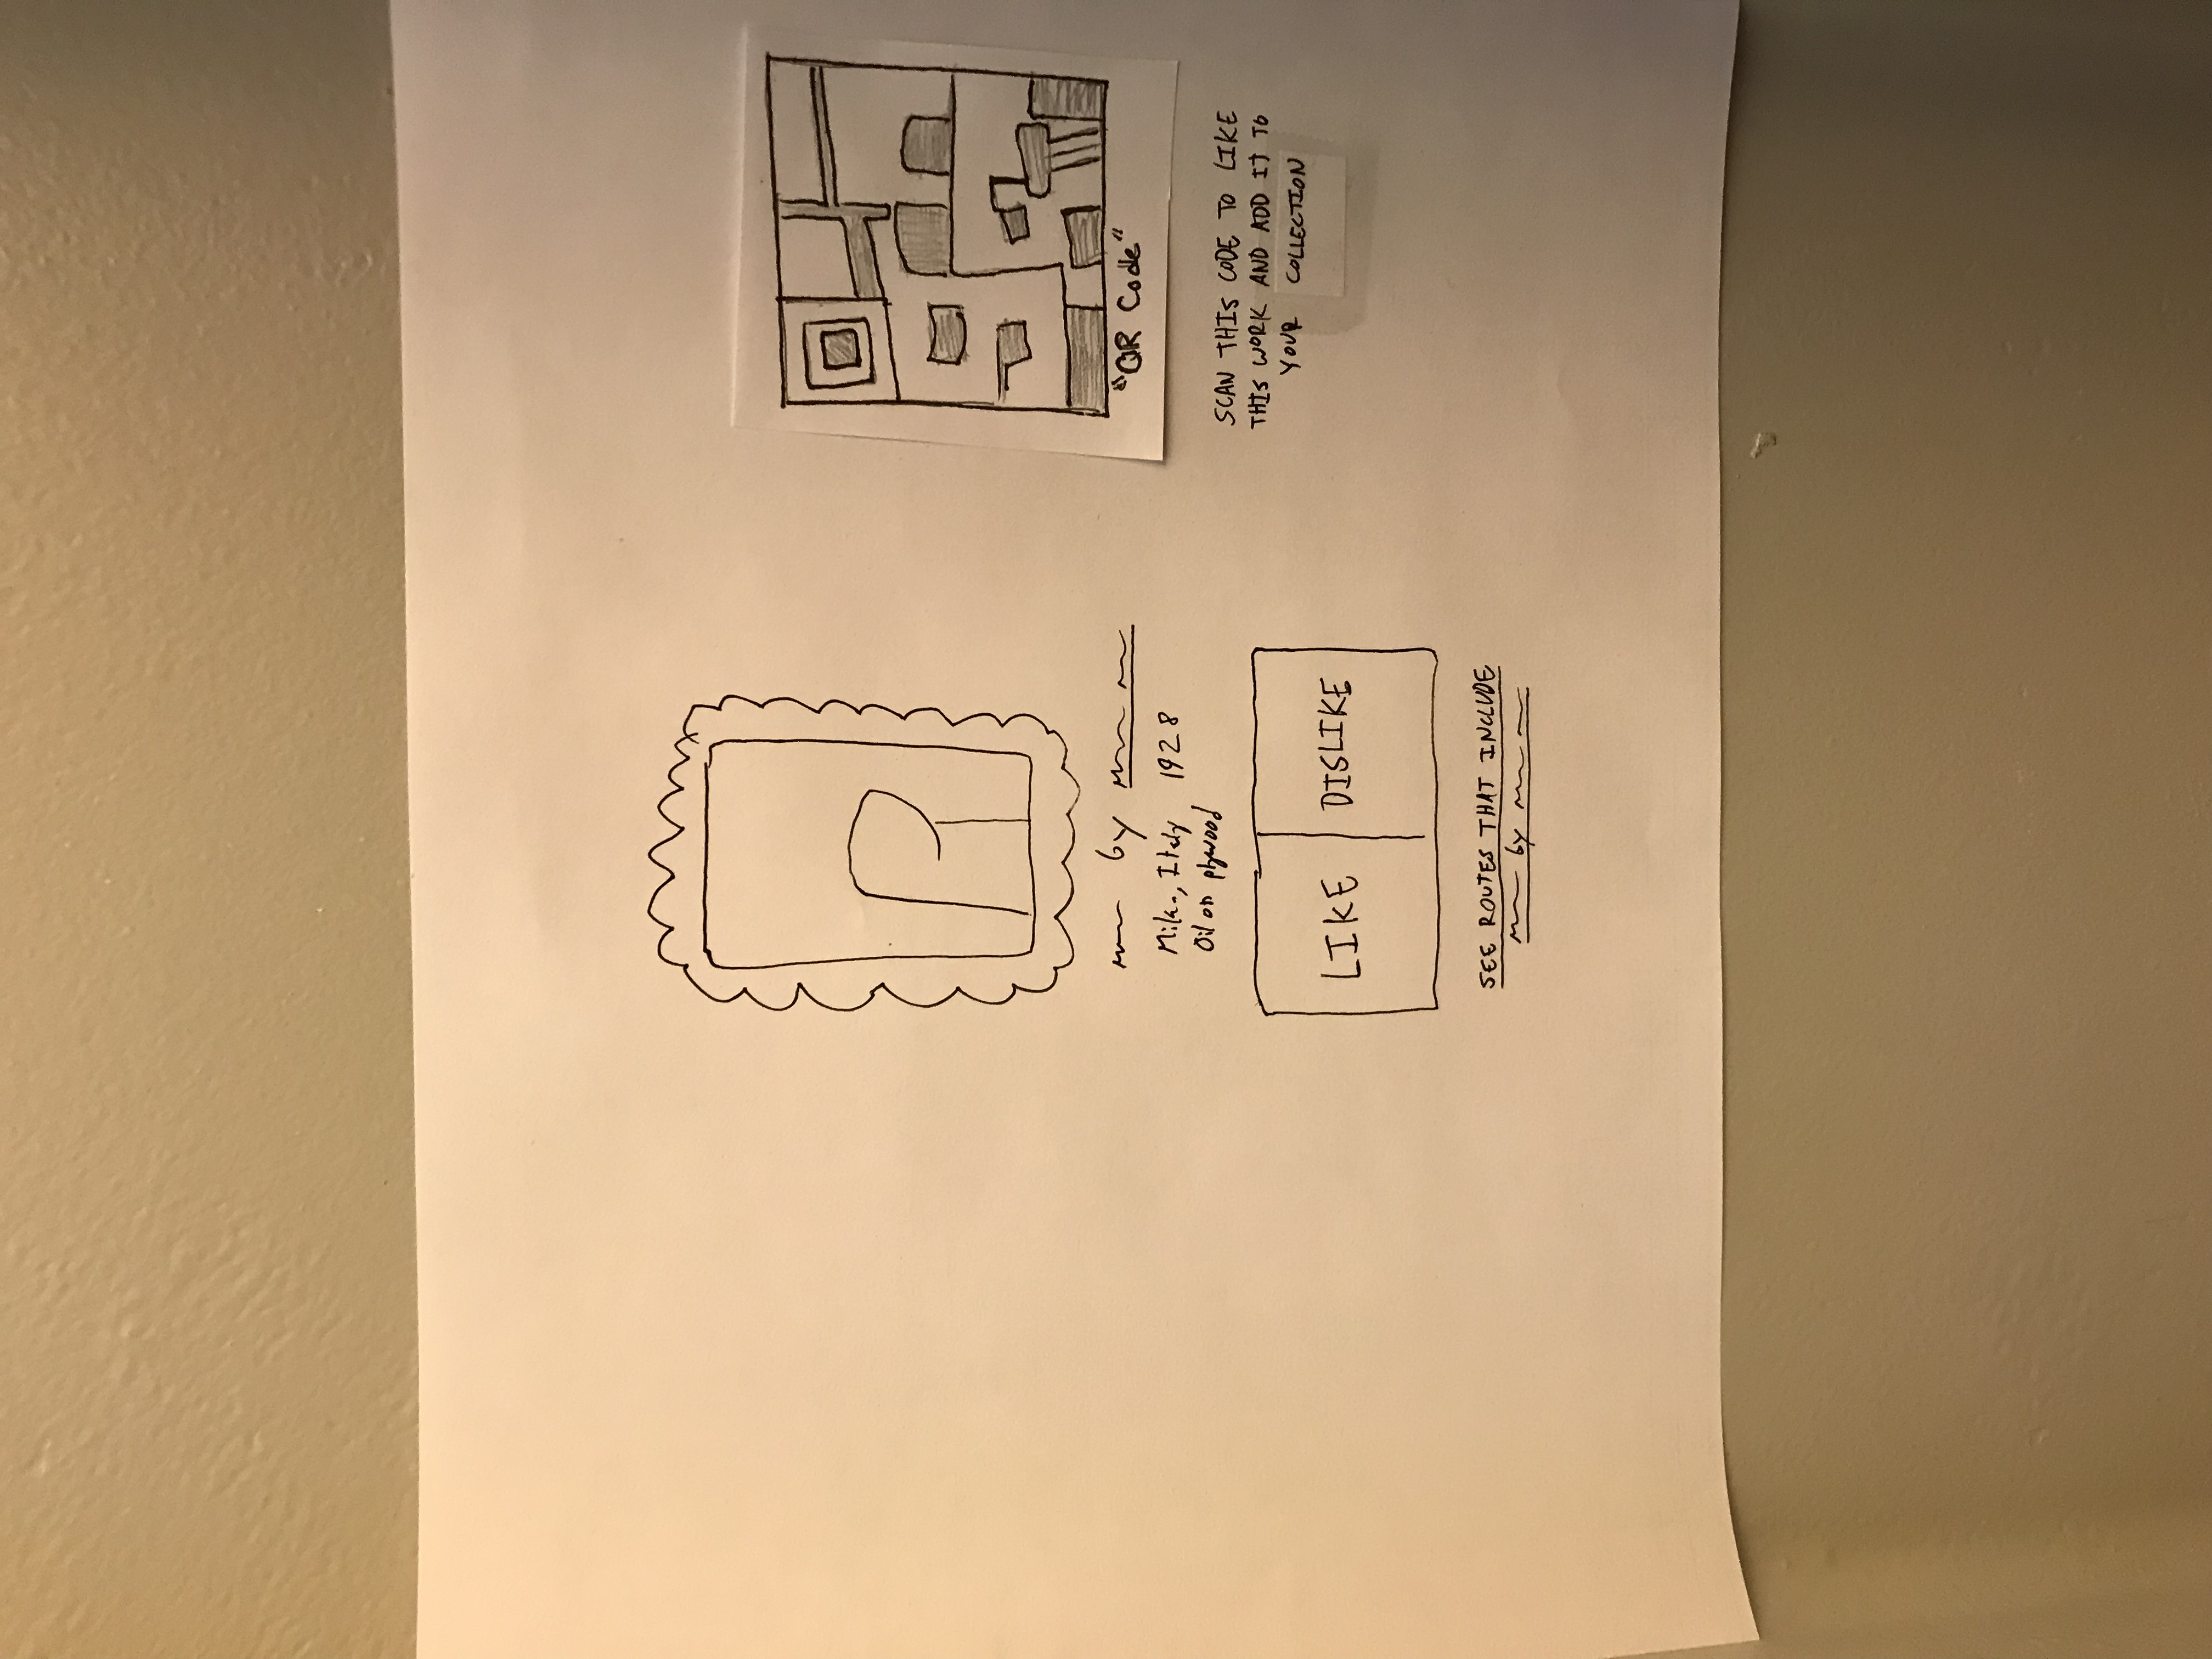 by
Italy 1928
Oil on plywood
LIKE DISLIKE
SEE ROUTES THAT INCLUDE
by
"QR Code"
SCAN THIS CODE TO LIKE
THIS WORK AND ADD IT TO
YOUR COLLECTION